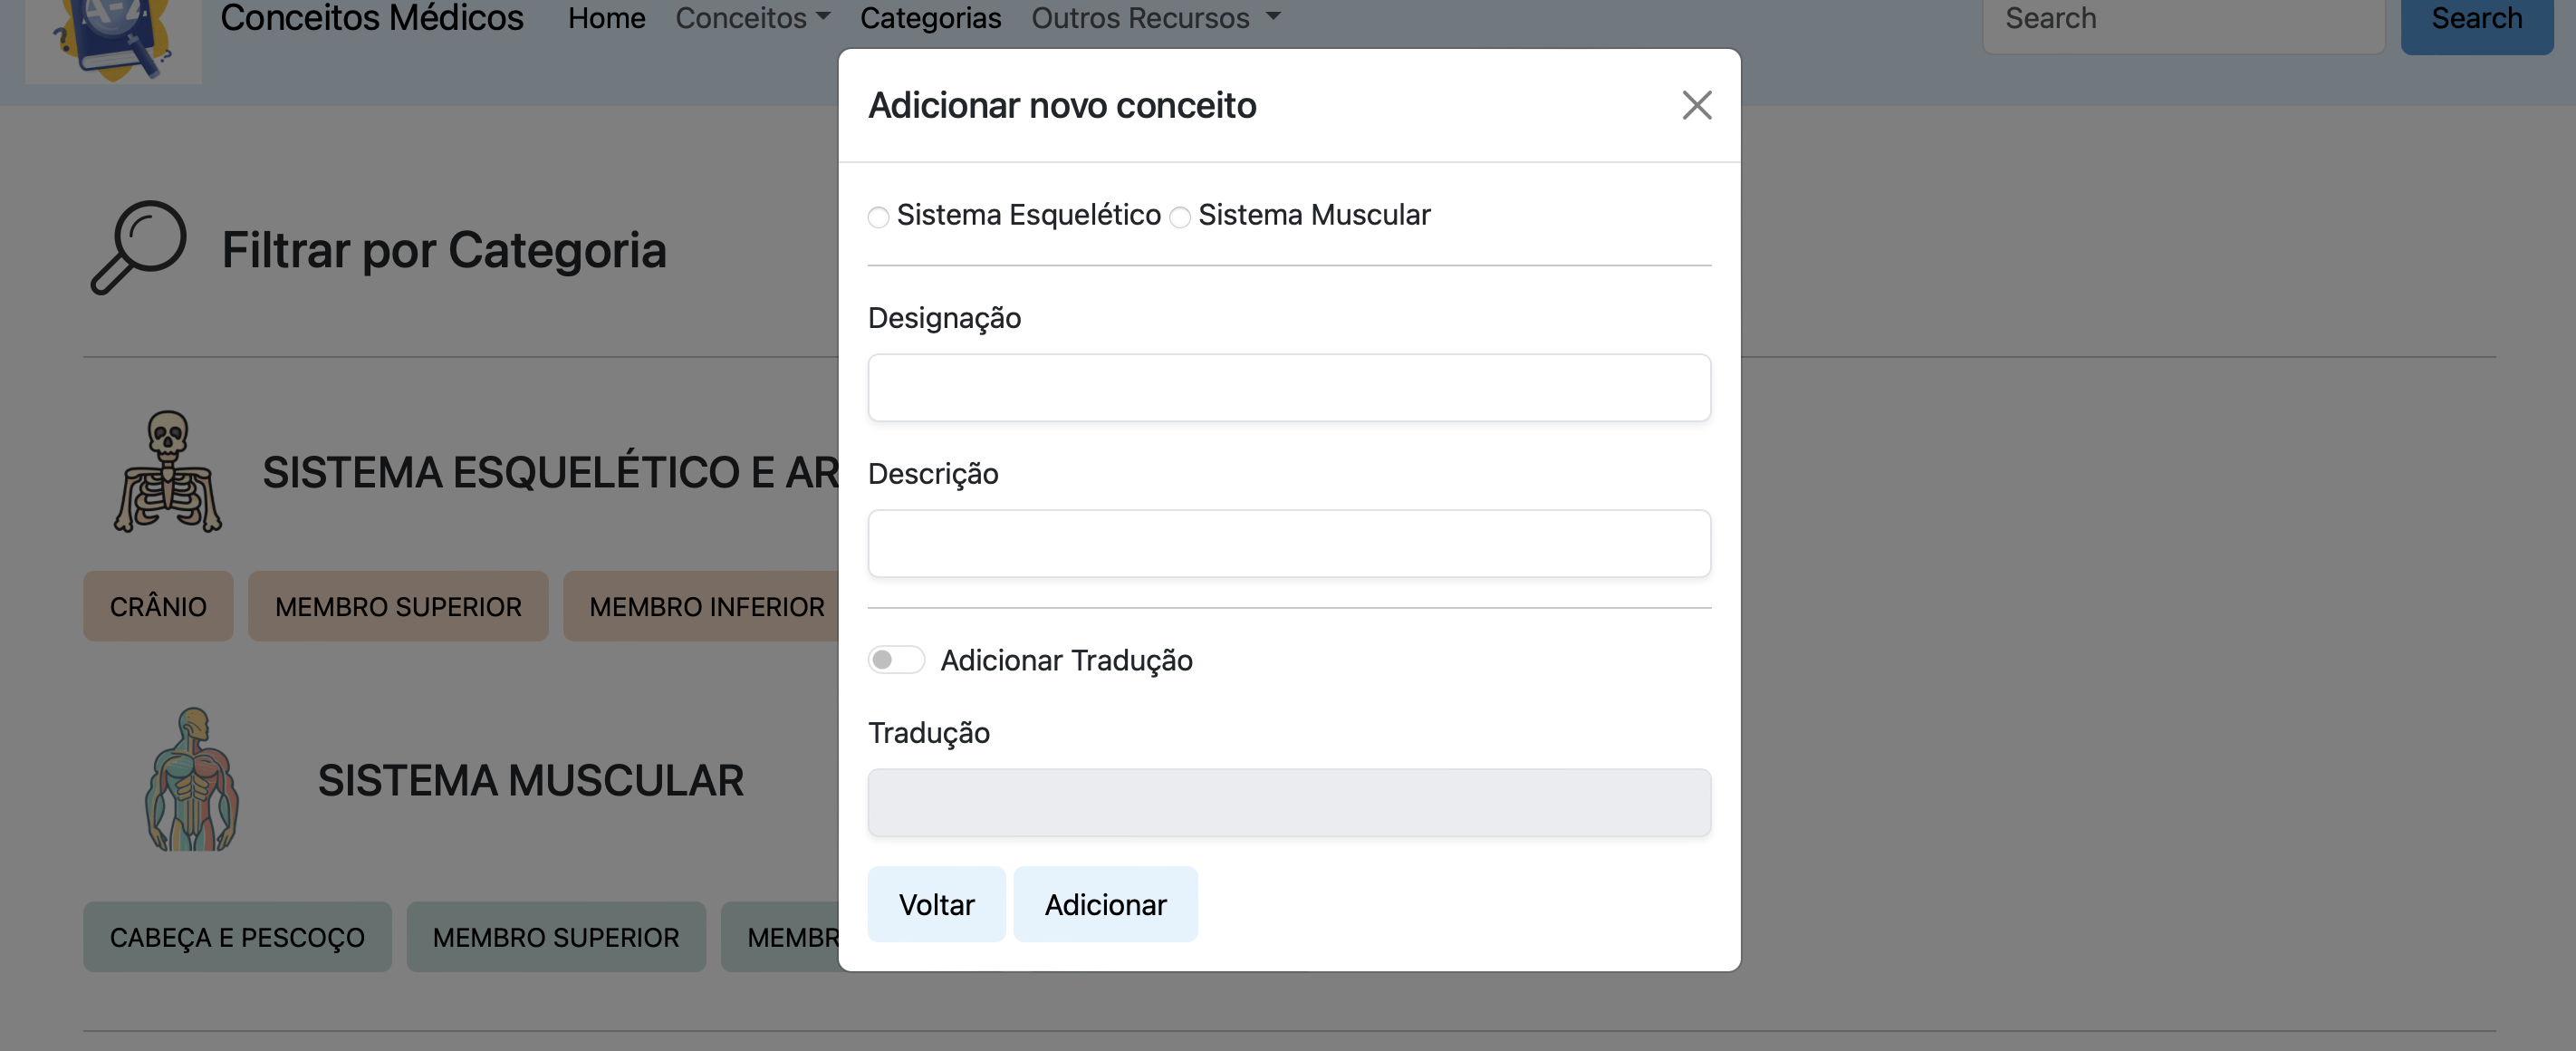 Conceitos Médicos Home Conceitos Categorias Outros Recursos Search Search
Adicionar novo conceito
Sistema Esquelético Sistema Muscular
Filtrar por Categoria
Designação
Descrição
SISTEMA ESQUELÉTICO E AR
CRÂNIO MEMBRO SUPERIOR MEMBRO INFERIOR
Adicionar Tradução
Tradução
SISTEMA MUSCULAR
Voltar Adicionar
CABEÇA E PESCOÇO MEMBRO SUPERIOR MEMBR